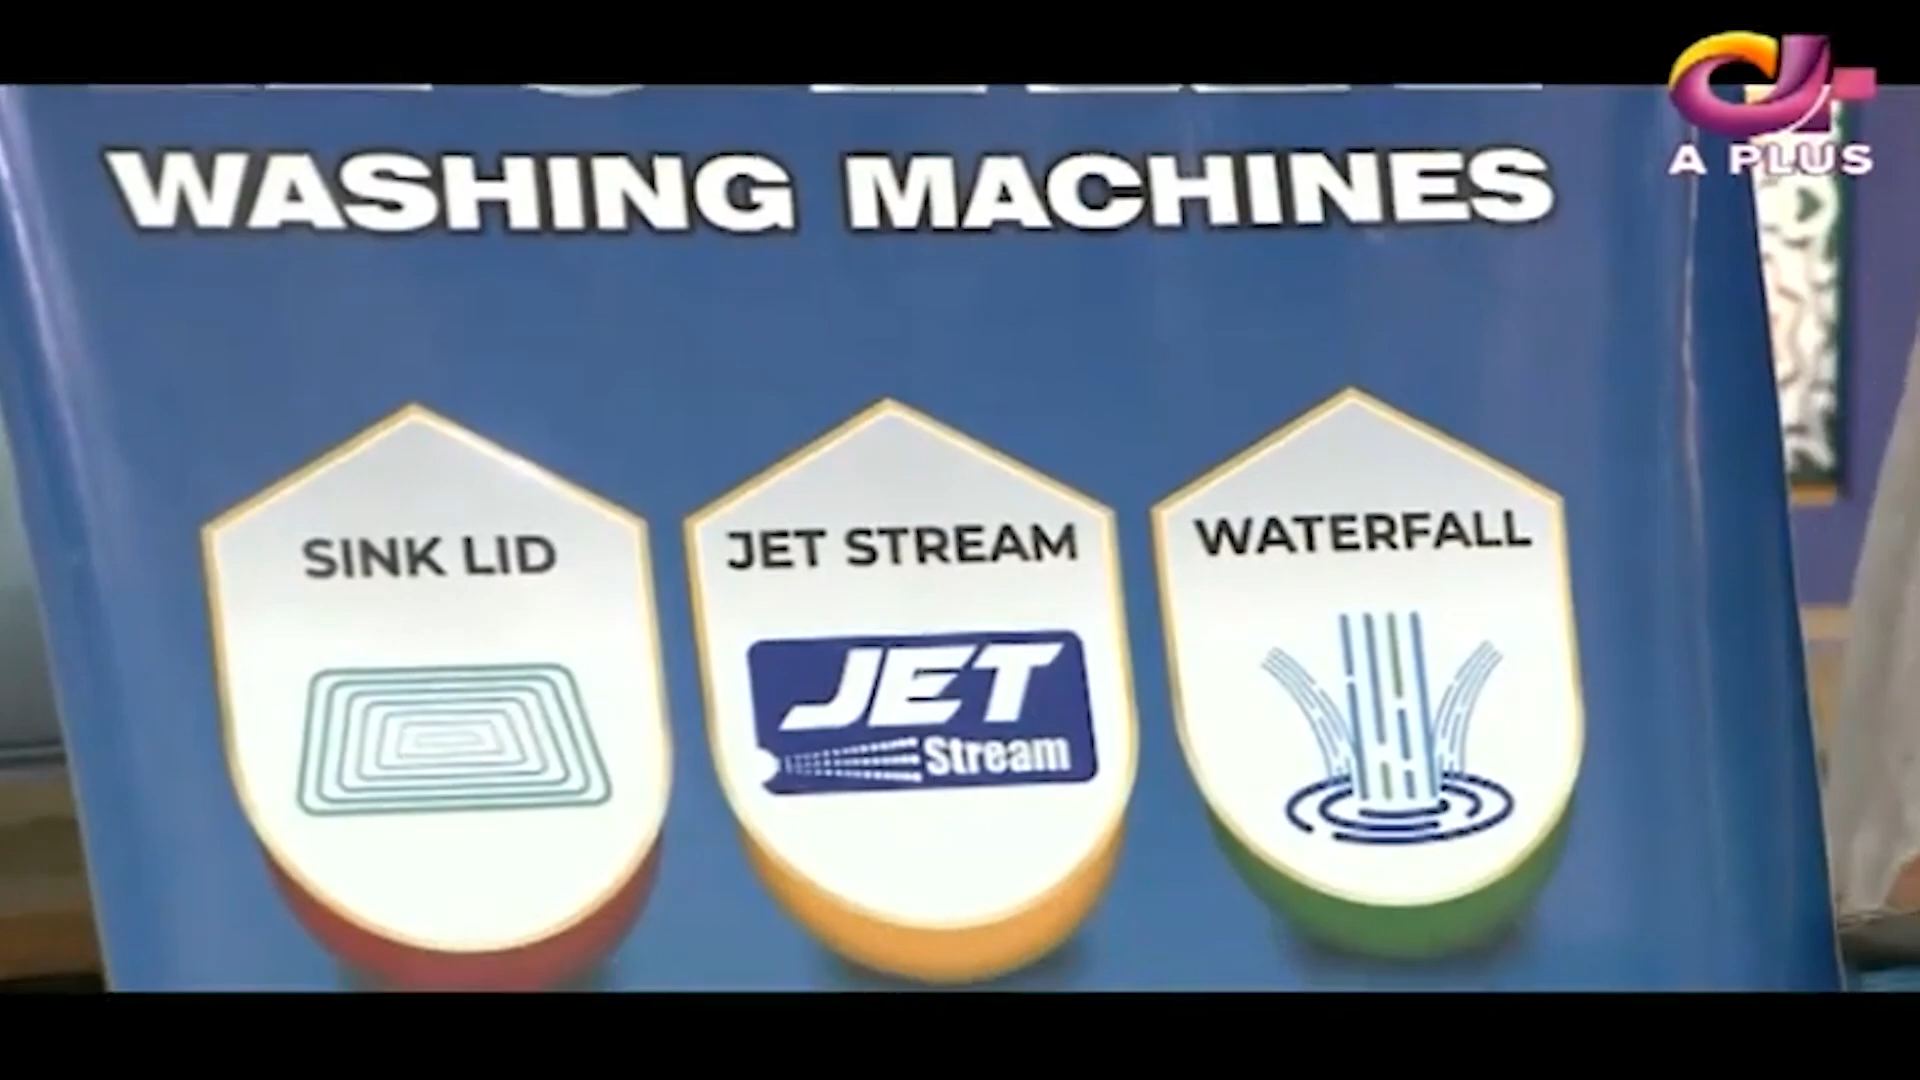 A PLUS
WASHING MACHINES
SINK LID
JET STREAM
WATERFALL
JET
Stream